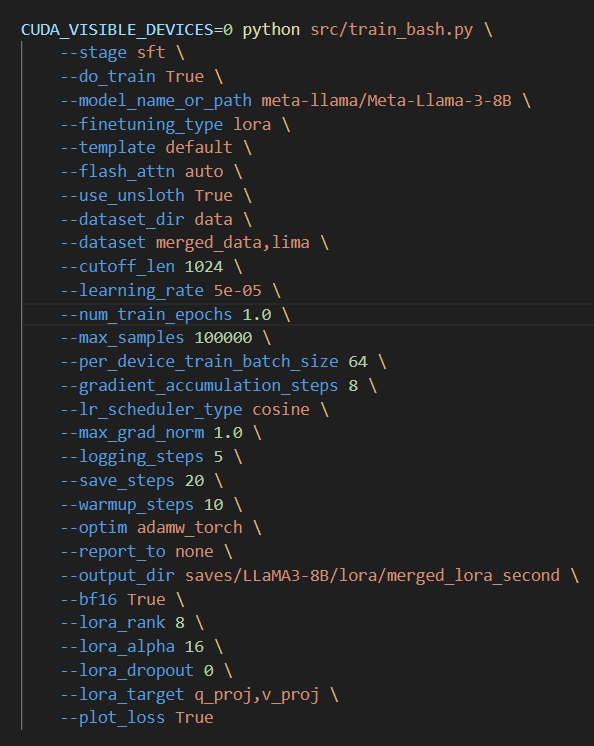 CUDA_VISIBLE_DEVICES=0 python src/train_bash.py \
--stage sft \
--do_train True \
--model_name_or_path meta-llama/Meta-Llama-3-8B \
--finetuning_type lora \
--template default \
--flash_attn auto \
--use_unsloth True \
--dataset_dir data \
--dataset merged_data,lima \
--cutoff_len 1024 \
--learning_rate 5e-05 \
--num_train_epochs 1.0 \
--max_samples 100000 \
--per_device_train_batch_size 64 \
--gradient_accumulation_steps 8 \
--lr_scheduler_type cosine \
--max_grad_norm 1.0 \
--logging_steps 5 \
--save_steps 20 \
--warmup_steps 10 \
--optim adamw_torch \
--report_to none \
--output_dir saves/LLaMA3-8B/lora/merged_lora_second \
--bf16 True \
--lora_rank 8 \
--lora_alpha 16 \
--lora_dropout 0 \
--lora_target q_proj,v_proj \
--plot_loss True